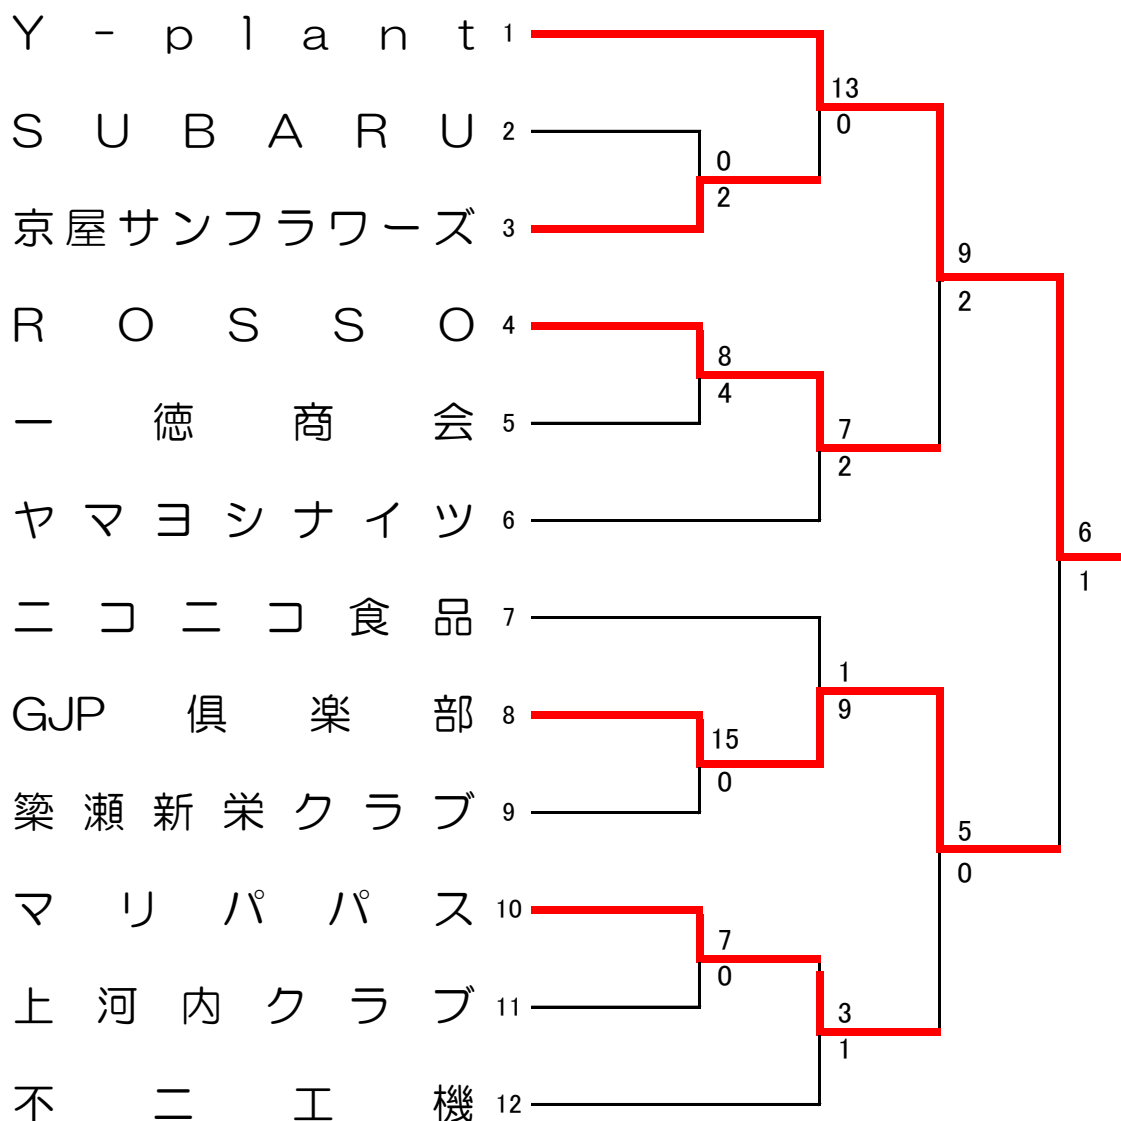 Y-plant 1
13
0
SUBARU 2
0
2
京屋サンフラワーズ 3
9
2
ROSSO 4
8
4
一徳商会 5
7
2
ヤマヨシナイツ 6
6
1
ニコニコ食品 7
1
9
GJP倶楽部 8
15
0
簗瀬新栄クラブ 9
5
0
マリパパス 10
7
0
上河内クラブ 11
3
1
不二工機 12